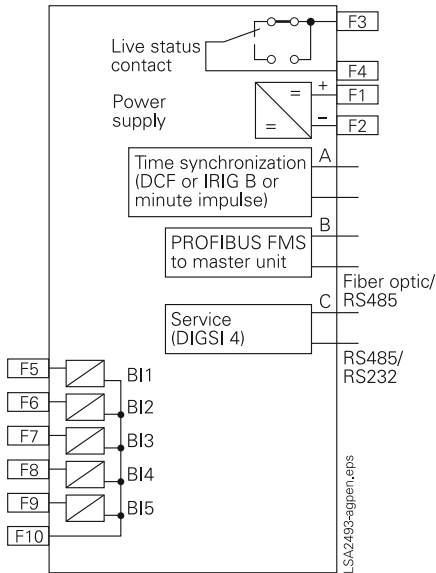 F3
Live status
contact
F4
+
F1
Power
supply
=
=
−
F2
A
Time synchronization
(DCF or IRIG B or
minute impulse)
B
PROFIBUS FMS
to master unit
Fiber optic/
RS485
C
Service
(DIGSI 4)
RS485/
RS232
F5
BI1
F6
BI2
F7
BI3
F8
BI4
F9
BI5
F10
LSA2493-agpen.eps